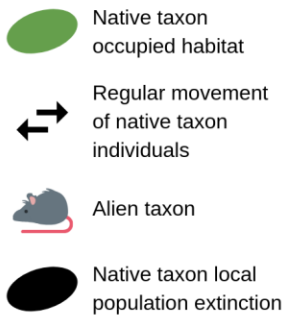 Native taxon
occupied habitat
Regular movement
of native taxon
individuals
Alien taxon
Native taxon local
population extinction